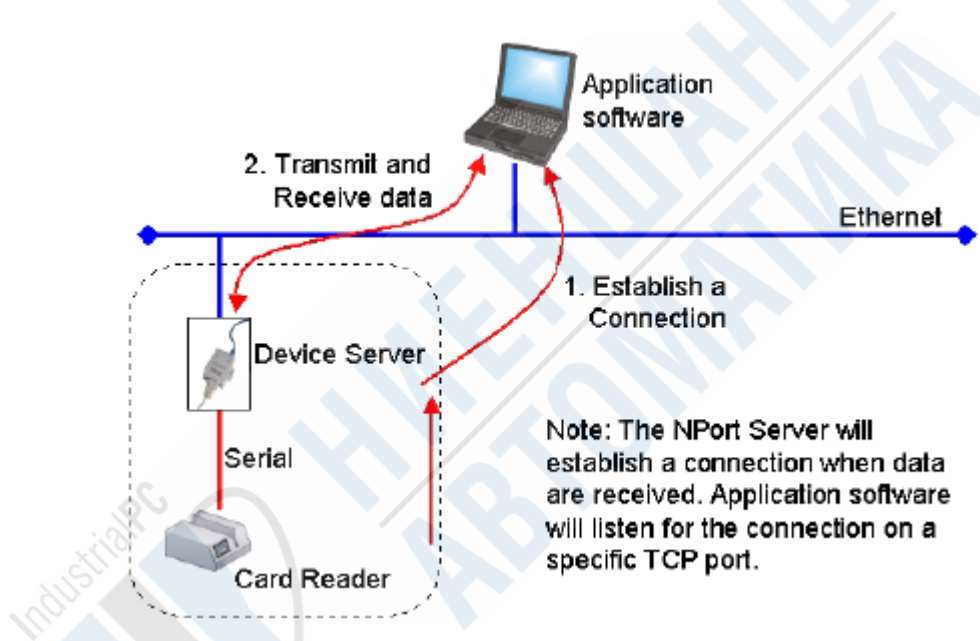 Application
software
2. Transmit and
Receive data
Ethernet
1. Establish a
Connection
Device Server
Serial
Card Reader
Note: The NPort Server will
establish a connection when data
are received. Application software
will listen for the connection on a
specific TCP port.
IndustrialPC
НИЕНШАНЦ
АВТОМАТИКА